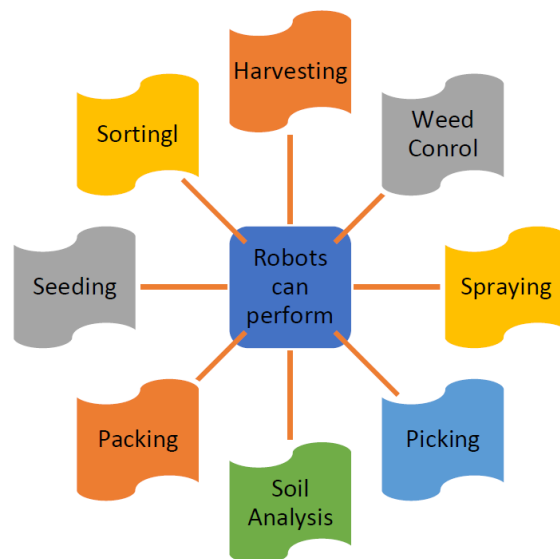 Harvesting
Weed
Conrol
Spraying
Picking
Soil
Analysis
Packing
Seeding
Sortingl
Robots
can
perform